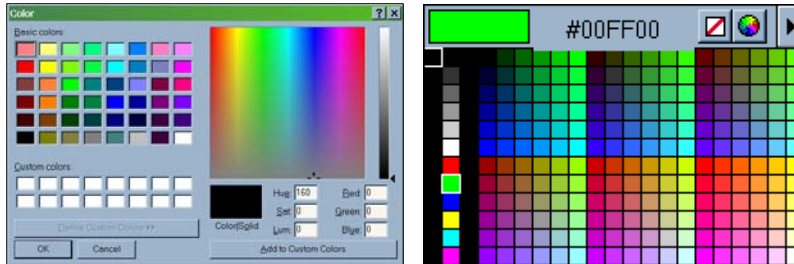 Color
Basic colors:
Custom colors:
Define Custom Colors >>
OK
Cancel
Color|Solid
Hue: 160
Sat: 0
Lum: 0
Red: 0
Green: 0
Blue: 0
Add to Custom Colors
#00FF00